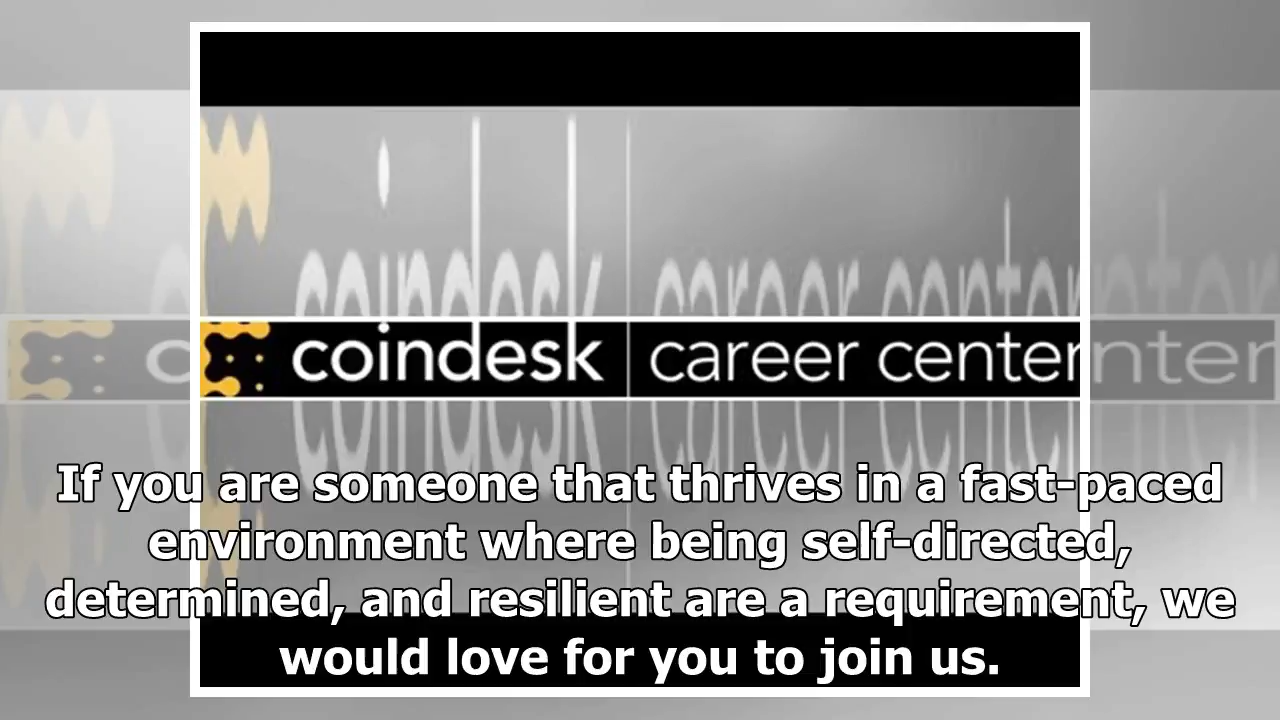 coindesk career center
If you are someone that thrives in a fast-paced
environment where being self-directed,
determined, and resilient are a requirement, we
would love for you to join us.